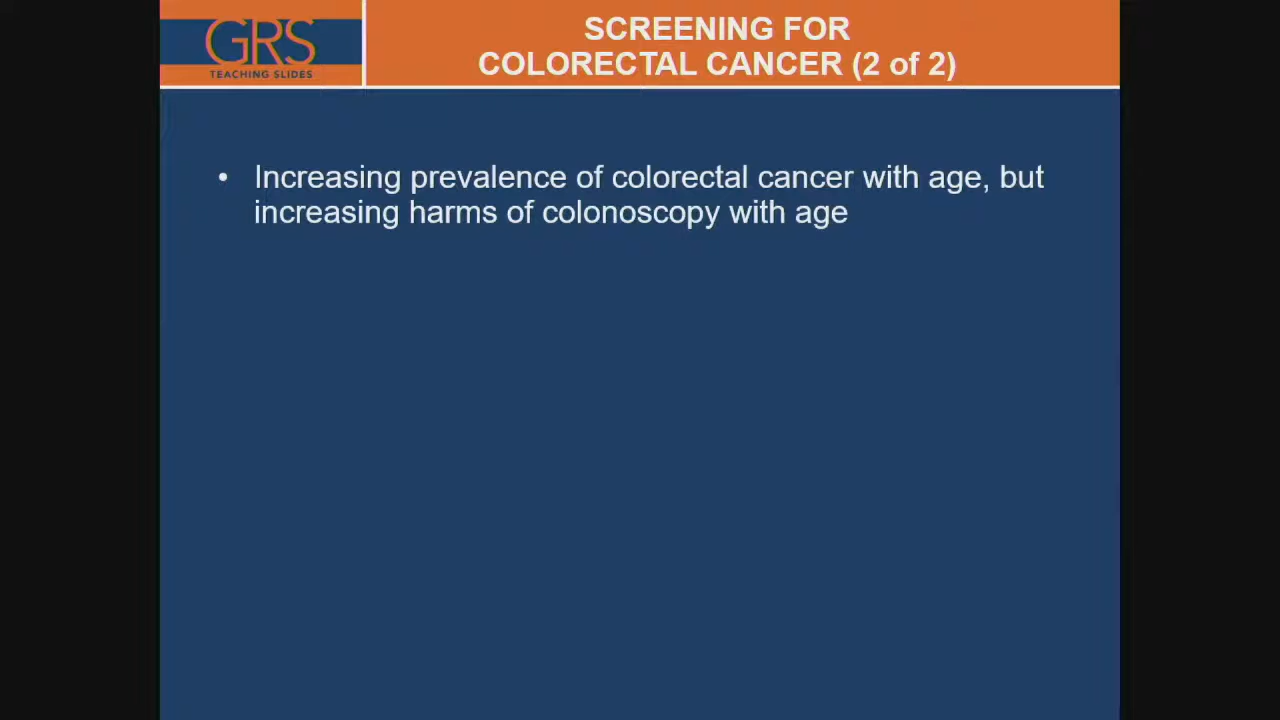 GRS
TEACHING SLIDES
SCREENING FOR
COLORECTAL CANCER (2 of 2)
• Increasing prevalence of colorectal cancer with age, but
increasing harms of colonoscopy with age